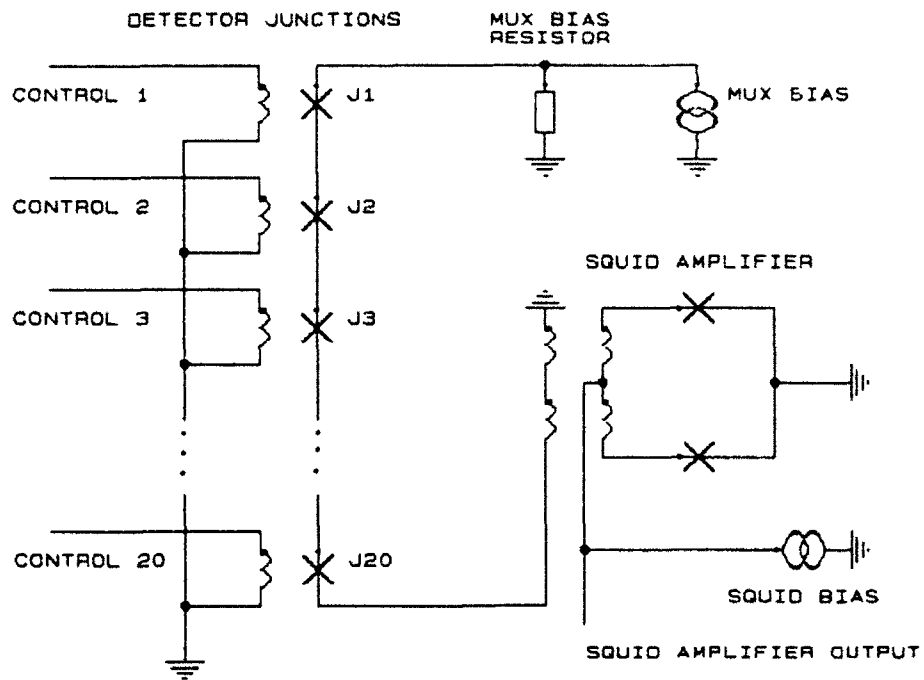 DETECTOR JUNCTIONS
MUX BIAS
RESISTOR
CONTROL 1
J1
MUX BIAS
CONTROL 2
J2
SQUID AMPLIFIER
CONTROL 3
J3
CONTROL 20
J20
SQUID BIAS
SQUID AMPLIFIER OUTPUT